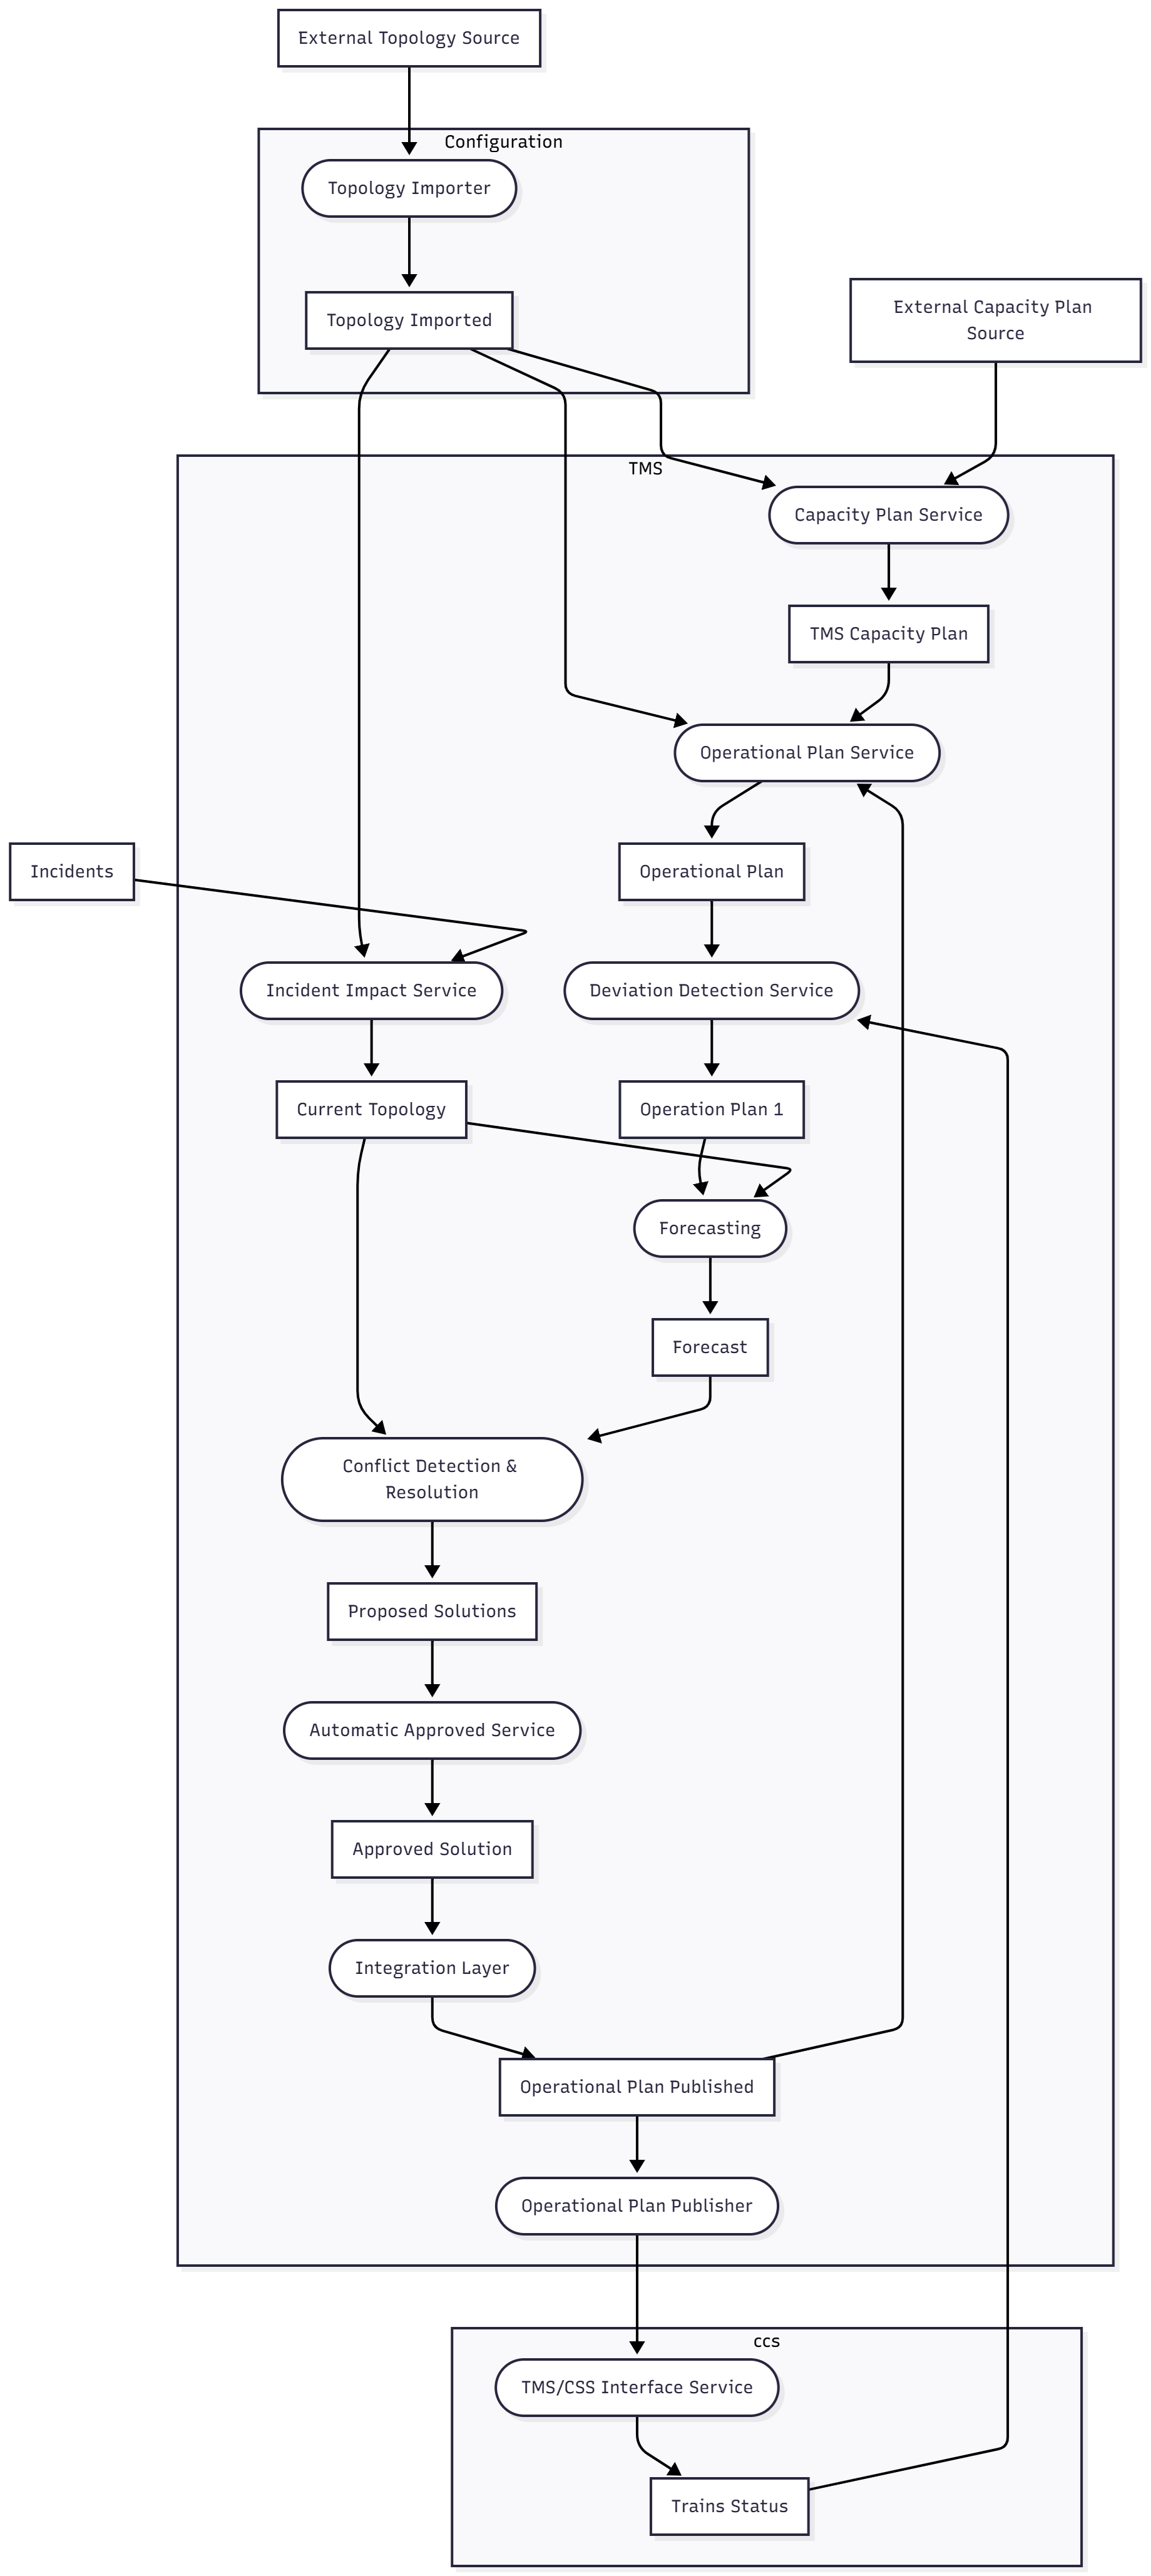 External Topology Source
Configuration
Topology Importer
Topology Imported
External Capacity Plan
Source
TMS
Capacity Plan Service
TMS Capacity Plan
Operational Plan Service
Incidents
Operational Plan
Incident Impact Service
Deviation Detection Service
Current Topology
Operation Plan 1
Forecasting
Forecast
Conflict Detection &
Resolution
Proposed Solutions
Automatic Approved Service
Approved Solution
Integration Layer
Operational Plan Published
Operational Plan Publisher
ccs
TMS/CSS Interface Service
Trains Status